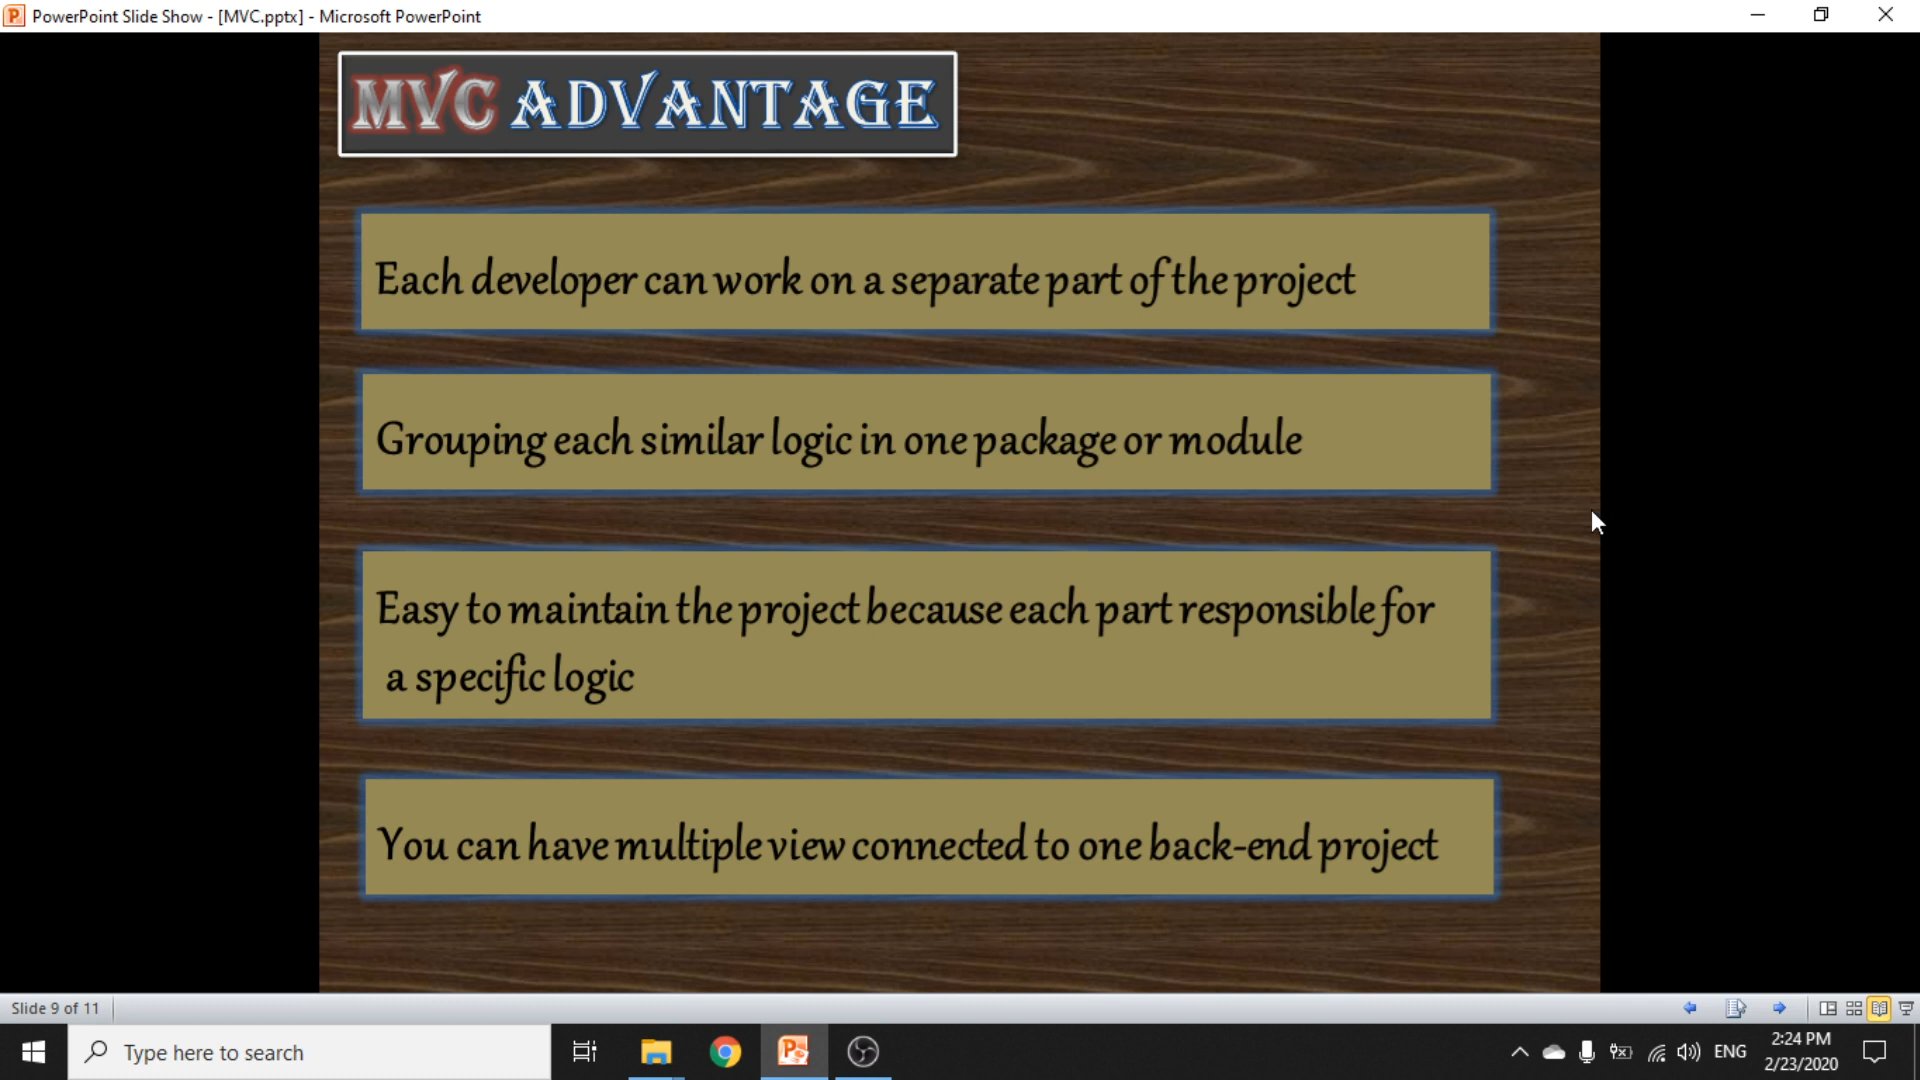 PowerPoint Slide Show - [MVC.pptx] - Microsoft PowerPoint
MVC ADVANTAGE
Each developer can work on a separate part of the project
Grouping each similar logic in one package or module
Easy to maintain the project because each part responsible for
a specific logic
You can have multiple view connected to one back-end project
Slide 9 of 11
Type here to search
ENG
2:24 PM
2/23/2020